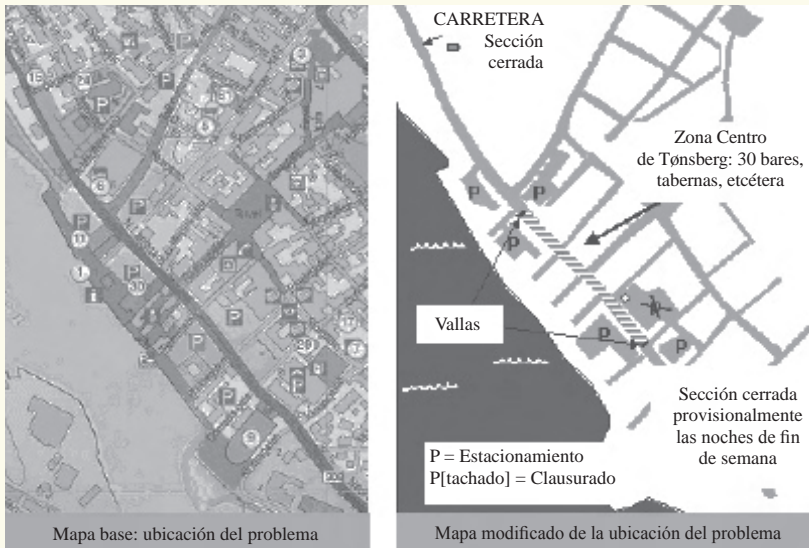 CARRETERA
Sección
cerrada
Zona Centro
de Tønsberg: 30 bares,
tabernas, etcétera
P
P
P
Vallas
P
P
Sección cerrada
provisionalmente
las noches de fin
de semana
P = Estacionamiento
P[tachado] = Clausurado
Mapa base: ubicación del problema
Mapa modificado de la ubicación del problema